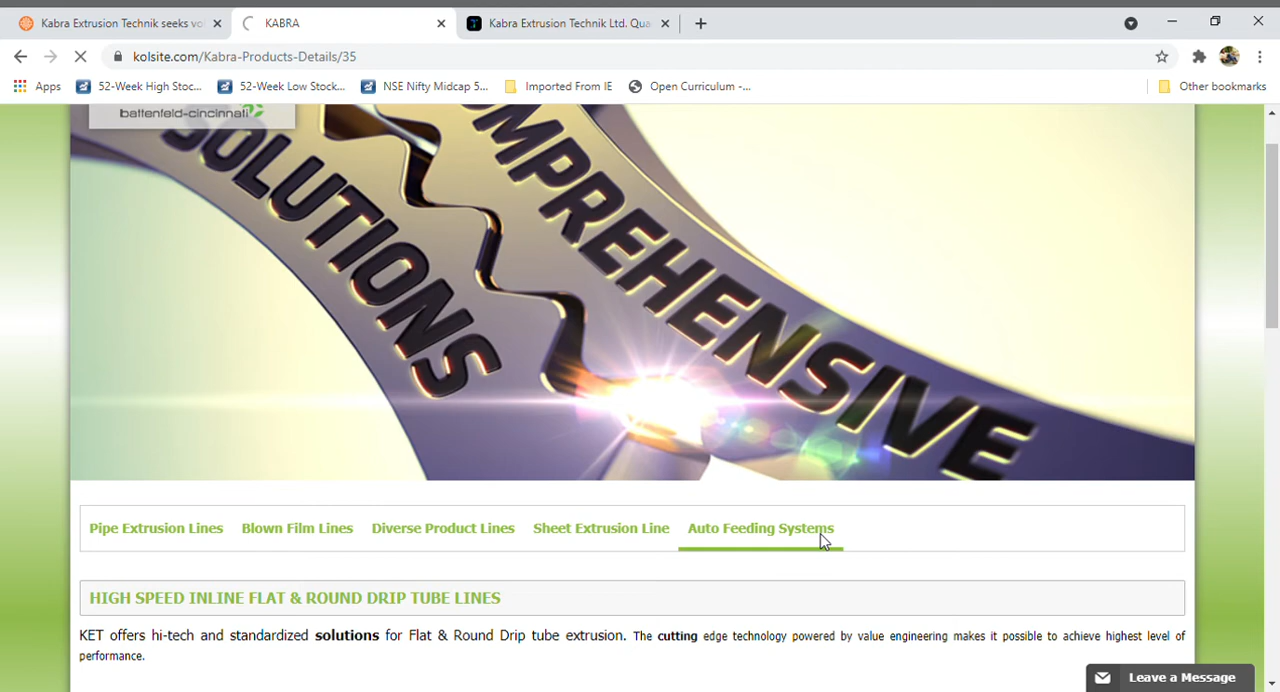 Kabra Extrusion Technik seeks vo
KABRA
Kabra Extrusion Technik Ltd. Qua
kolsite.com/Kabra-Products-Details/35
Apps
52-Week High Stoc...
52-Week Low Stock...
NSE Nifty Midcap 5...
Imported From IE
Open Curriculum -...
Other bookmarks
battenfeld-cincinnati
SOLUTIONS
OMPREHENSIVE
Pipe Extrusion Lines Blown Film Lines Diverse Product Lines Sheet Extrusion Line Auto Feeding Systems
HIGH SPEED INLINE FLAT & ROUND DRIP TUBE LINES
KET offers hi-tech and standardized solutions for Flat & Round Drip tube extrusion. The cutting edge technology powered by value engineering makes it possible to achieve highest level of
performance.
Leave a Message